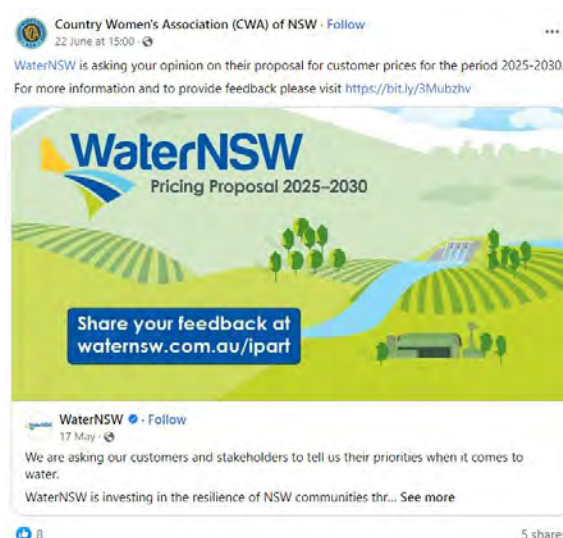 Country Women's Association (CWA) of NSW · Follow
22 June at 15:00 ·
WaterNSW is asking your opinion on their proposal for customer prices for the period 2025-2030.
For more information and to provide feedback please visit https://bit.ly/3Mubzhv
WaterNSW
Pricing Proposal 2025–2030
Share your feedback at
waternsw.com.au/ipart
WaterNSW · Follow
17 May ·
We are asking our customers and stakeholders to tell us their priorities when it comes to
water.
WaterNSW is investing in the resilience of NSW communities thr... See more
8
5 share